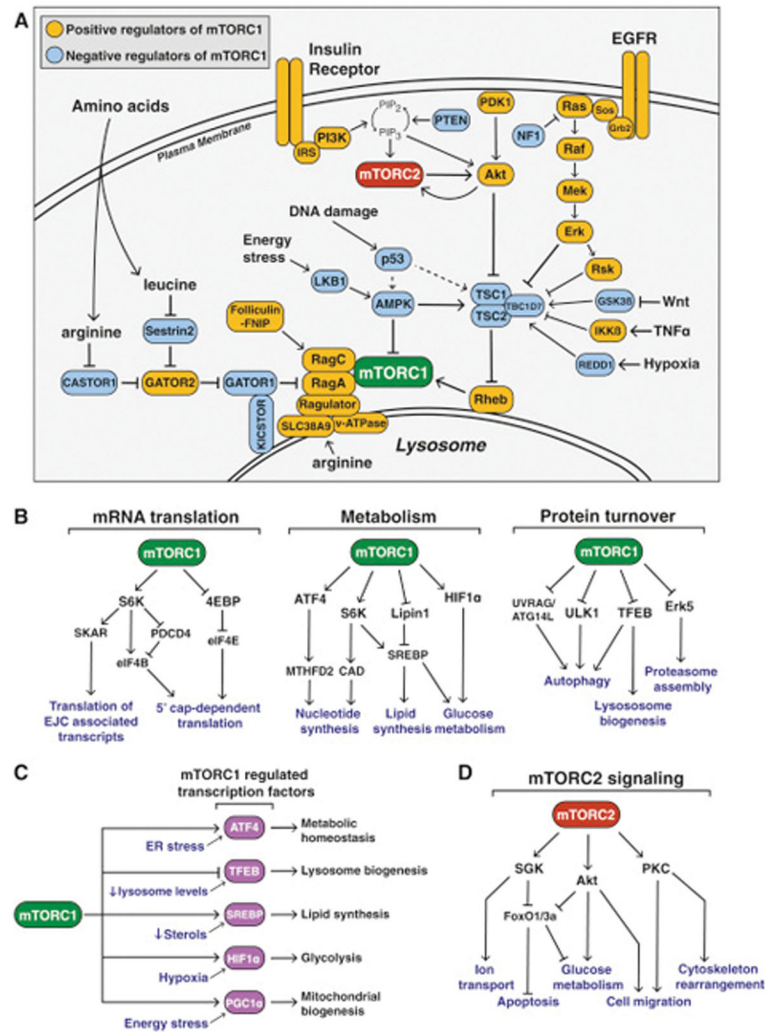 A
Positive regulators of mTORC1
Negative regulators of mTORC1
Insulin
Receptor
EGFR
Amino acids
Plasma Membrane
PIP2
PIP3
PTEN
PDK1
Ras
Sos
Grb2
NF1
IRS
PI3K
Raf
mTORC2
Akt
Mek
DNA damage
Erk
Energy
stress
p53
Rsk
LKB1
leucine
AMPK
TSC1
TSC2
TBC1D7
GSK3ß
Wnt
Folliculin
-FNIP
IKKß
TNFα
arginine
Sestrin2
REDD1
Hypoxia
RagC
mTORC1
CASTOR1
GATOR2
GATOR1
RagA
Rheb
Ragulator
KICSTOR
SLC38A9
v-ATPase
Lysosome
arginine
B
mRNA translation
mTORC1
S6K
4EBP
SKAR
PDCD4
eIF4B
eIF4E
Translation of
EJC associated
transcripts
5' cap-dependent
translation
Metabolism
mTORC1
ATF4
S6K
Lipin1
HIF1α
SREBP
MTHFD2
CAD
Nucleotide
synthesis
Lipid
synthesis
Glucose
metabolism
Protein turnover
mTORC1
UVRAG/
ATG14L
ULK1
TFEB
Erk5
Autophagy
Proteasome
assembly
Lysososome
biogenesis
C
mTORC1 regulated
transcription factors
mTORC1
ATF4
Metabolic
homeostasis
ER stress
TFEB
Lysosome biogenesis
↓lysosome levels
SREBP
Lipid synthesis
↓Sterols
HIF1α
Glycolysis
Hypoxia
PGC1α
Mitochondrial
biogenesis
Energy stress
D
mTORC2 signaling
mTORC2
SGK
Akt
PKC
FoxO1/3a
Ion
transport
Glucose
metabolism
Cytoskeleton
rearrangement
Apoptosis
Cell migration